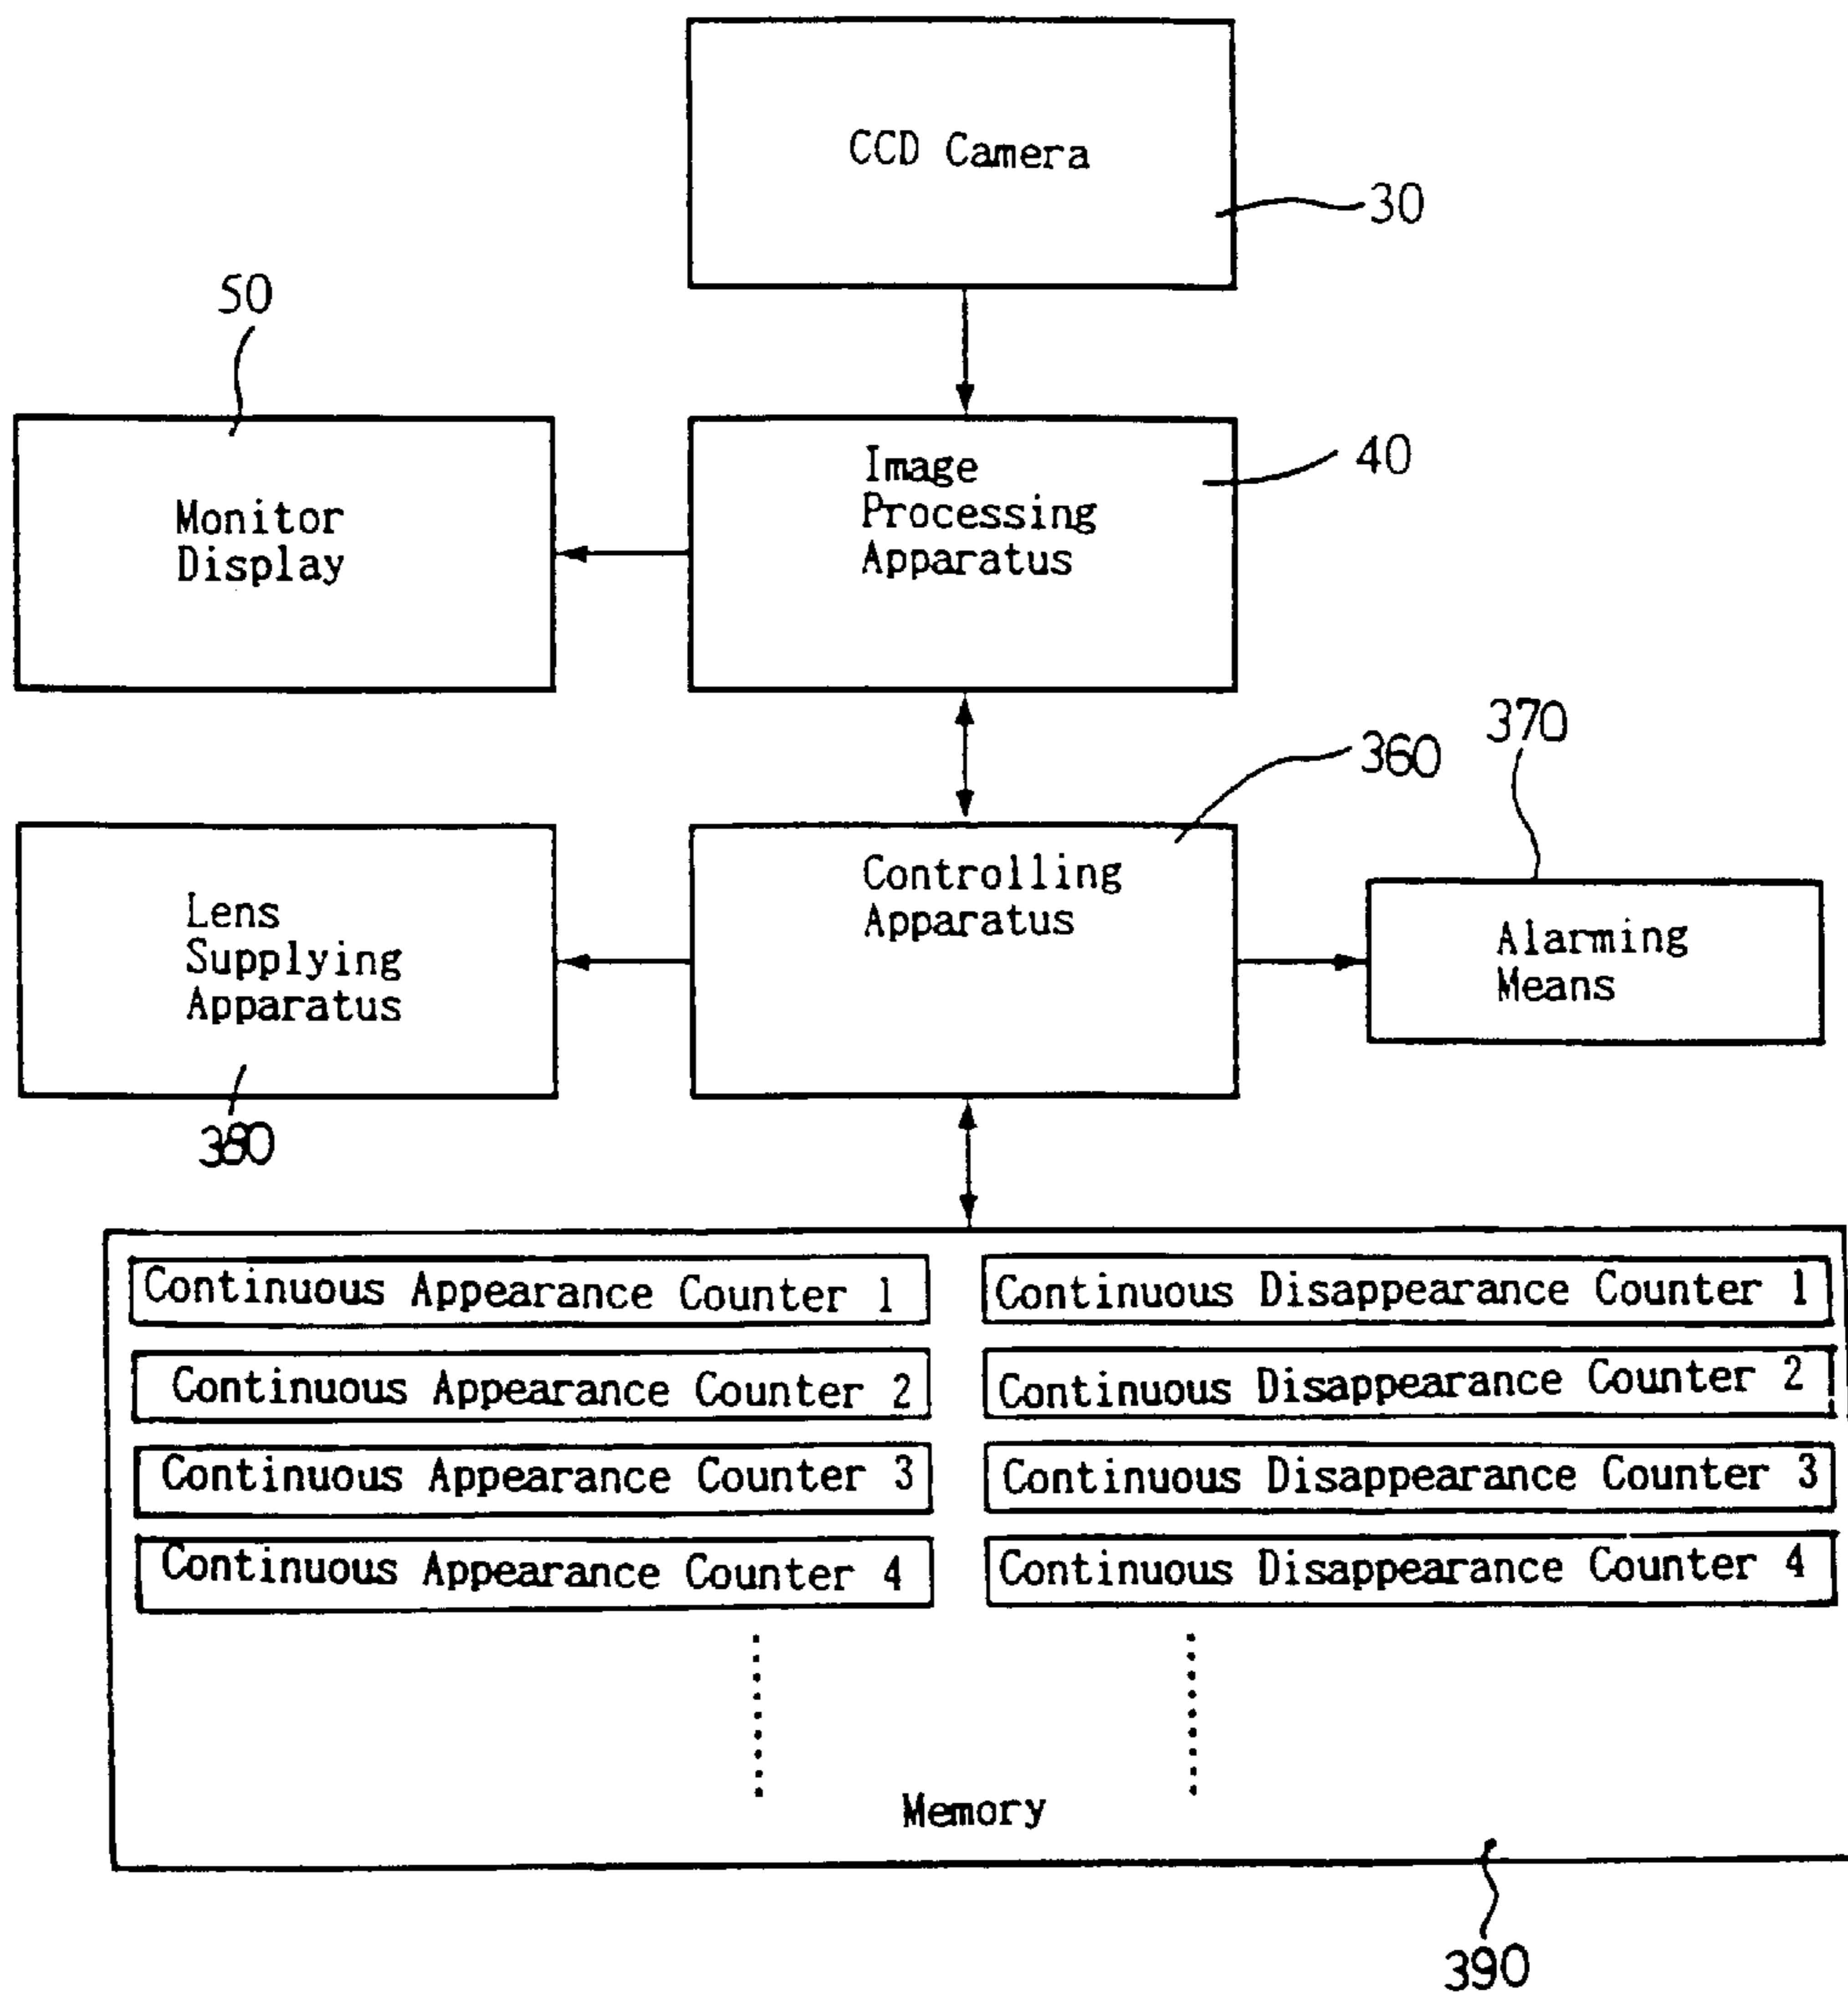 CCD Camera
30
50
Image
Processing
Apparatus
40
Monitor
Display
370
360
Controlling
Apparatus
Lens
Supplying
Apparatus
Alarming
Means
380
Continuous Appearance Counter 1
Continuous Disappearance Counter 1
Continuous Appearance Counter 2
Continuous Disappearance Counter 2
Continuous Appearance Counter 3
Continuous Disappearance Counter 3
Continuous Appearance Counter 4
Continuous Disappearance Counter 4
Memory
390